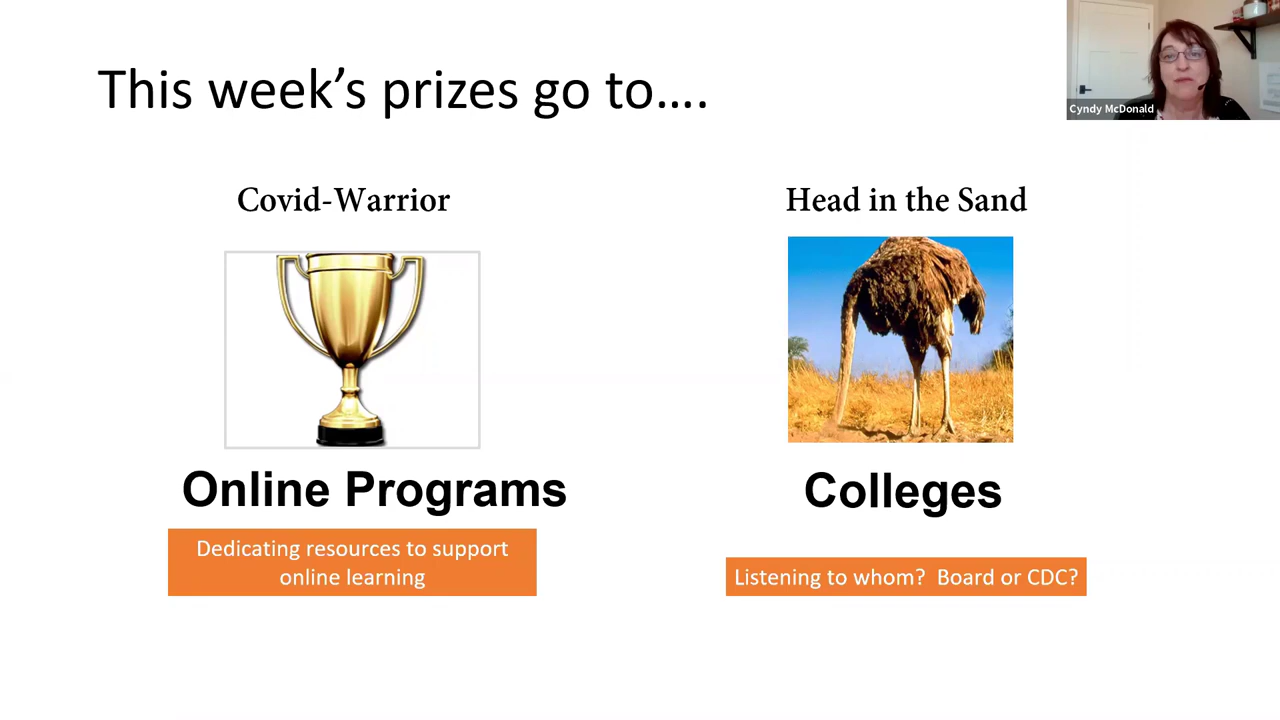 This week’s prizes go to….
Cyndy McDonald
Covid-Warrior
Head in the Sand
Online Programs
Colleges
Dedicating resources to support
online learning
Listening to whom?  Board or CDC?